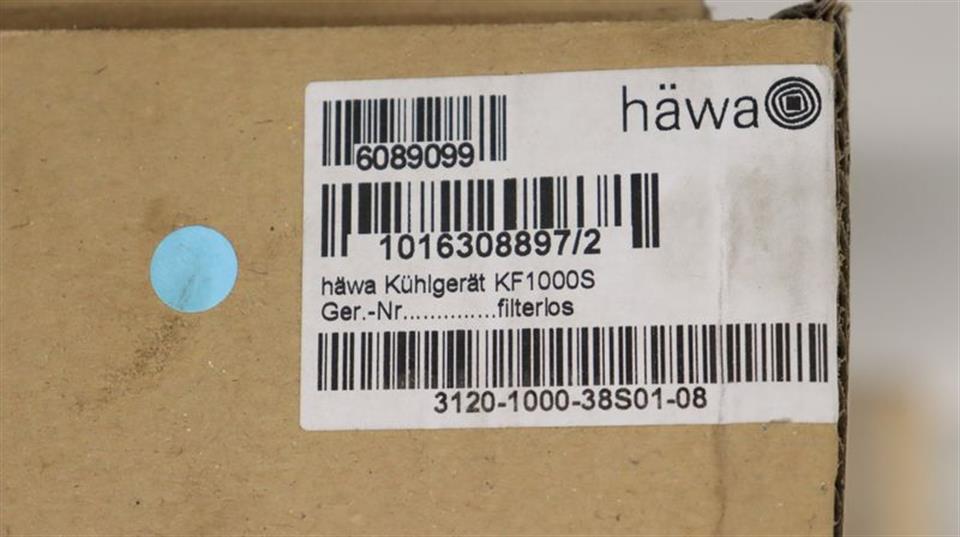 häwa
6089099
1016308897/2
häwa Kühlgerät KF1000S
Ger.-Nr..............filterlos
3120-1000-38S01-08